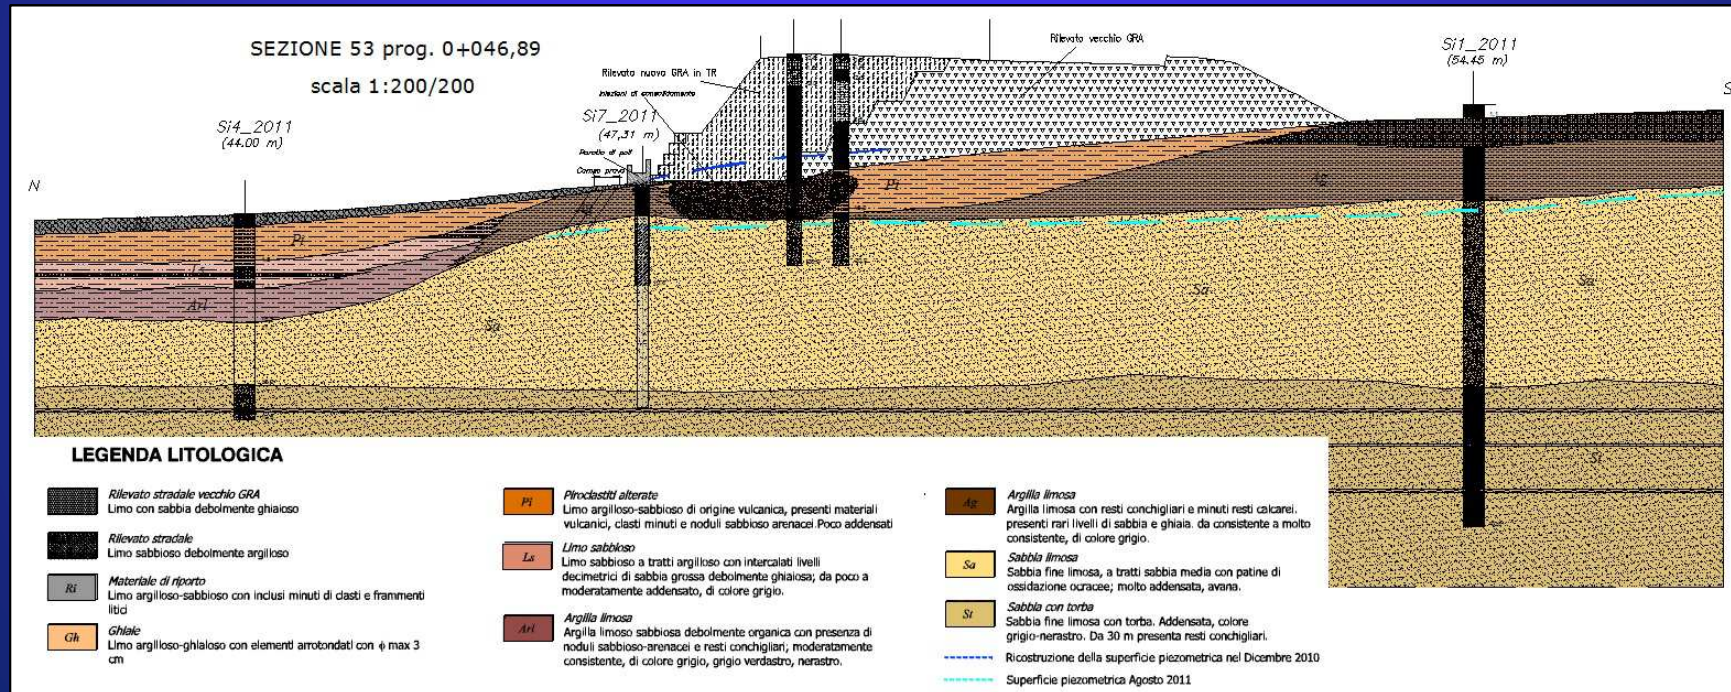 SEZIONE 53 prog. 0+046,89
scala 1:200/200
Si4_2011
(44.00 m)
Si7_2011
(47,31 m)
Rilevato nuovo GRA in TR
Iniezioni di consolidamento
Paratia di pali
Campo prova
Rilevato vecchio GRA
Si1_2011
(54.45 m)
N
S
Pi
Ls
Arl
Sa
Pi
Ag
Sa
Sa
St
LEGENDA LITOLOGICA
Rilevato stradale vecchio GRA
Limo con sabbia debolmente ghiaioso
Rilevato stradale
Limo sabbioso debolmente argilloso
Ri
Materiale di riporto
Limo argilloso-sabbioso con inclusi minuti di clasti e frammenti
litici
Gh
Ghiaie
Limo argilloso-ghiaioso con elementi arrotondati con ϕ max 3
cm
Pi
Piroclastiti alterate
Limo argilloso-sabbioso di origine vulcanica, presenti materiali
vulcanici, clasti minuti e noduli sabbioso arenacei.Poco addensati
Ls
Limo sabbioso
Limo sabbioso a tratti argilloso con intercalati livelli
decimetrici di sabbia grossa debolmente ghiaiosa; da poco a
moderatamente addensato, di colore grigio.
Arl
Argilla limosa
Argilla limoso sabbiosa debolmente organica con presenza di
noduli sabbioso-arenacei e resti conchigliari; moderatamente
consistente, di colore grigio, grigio verdastro, nerastro.
Ag
Argilla limosa
Argilla limosa con resti conchigliari e minuti resti calcarei.
presenti rari livelli di sabbia e ghiaia. da consistente a molto
consistente, di colore grigio.
Sa
Sabbia limosa
Sabbia fine limosa, a tratti sabbia media con patine di
ossidazione ocracee; molto addensata, avana.
St
Sabbia con torba
Sabbia fine limosa con torba. Addensata, colore
grigio-nerastro. Da 30 m presenta resti conchigliari.
Ricostruzione della superficie piezometrica nel Dicembre 2010
Superficie piezometrica Agosto 2011